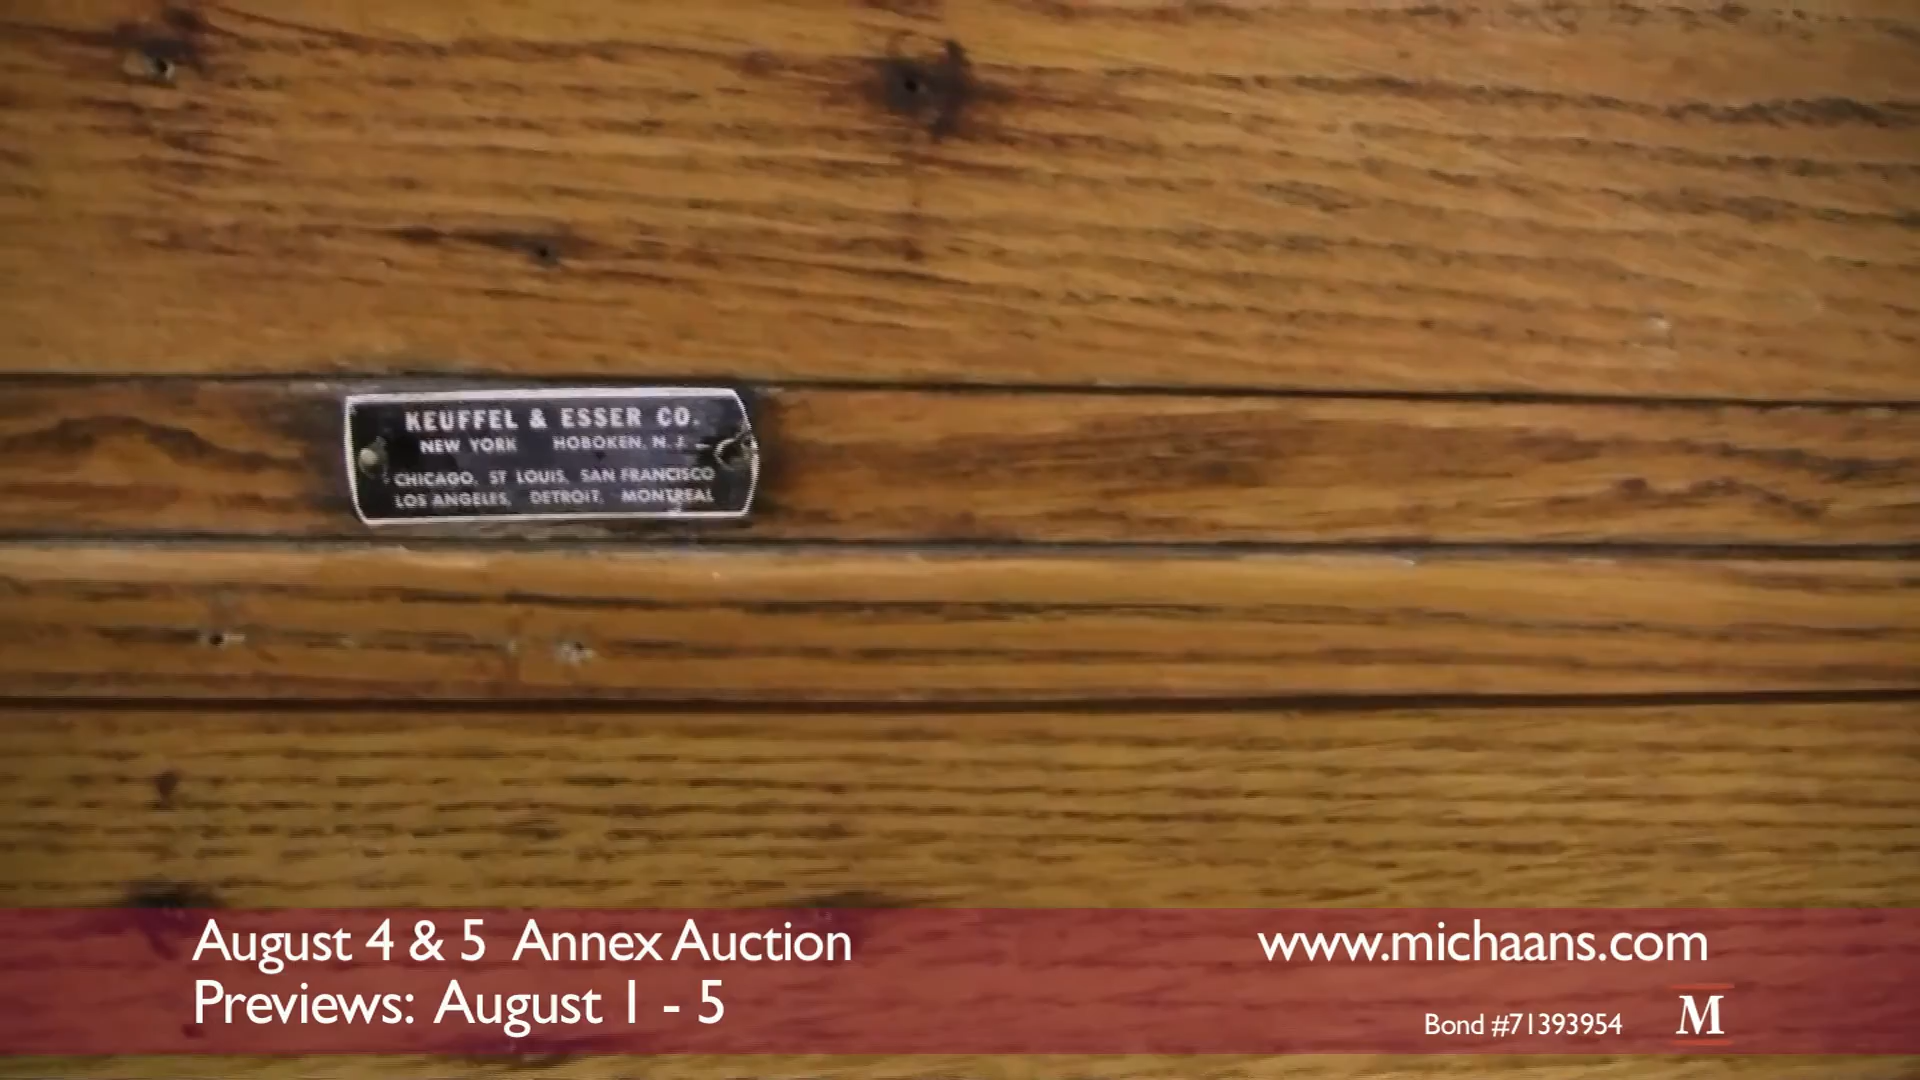 KEUFFEL & ESSER CO.
NEW YORK HOBOKEN, N. J.
CHICAGO, ST LOUIS, SAN FRANCISCO
LOS ANGELES, DETROIT, MONTREAL
August 4 & 5 Annex Auction
www.michaans.com
Previews: August 1 - 5
Bond #71393954
M